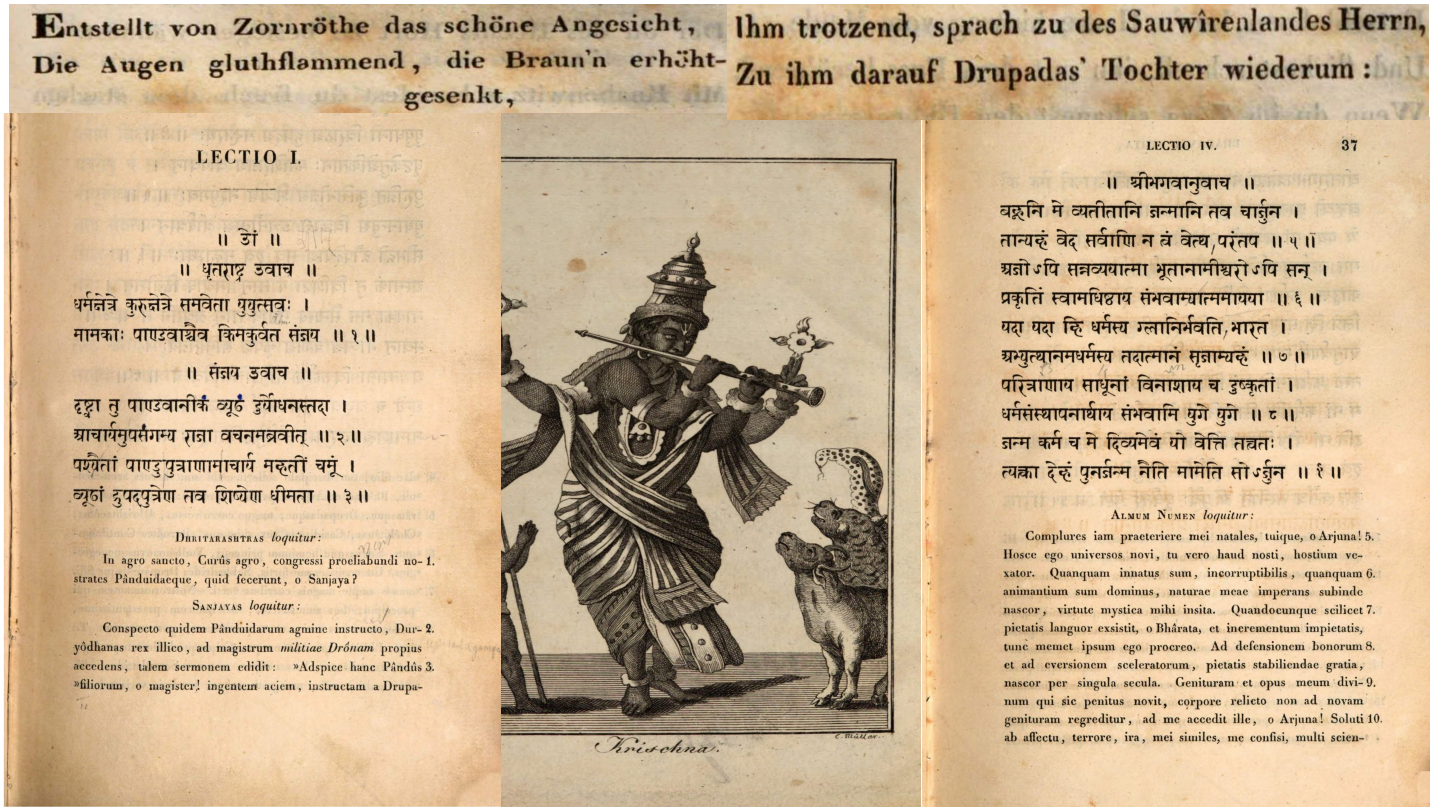 Entstellt von Zornröthe das schöne Angesicht,
Die Augen gluthflammend, die Braun'n erhöht-
gesenkt,
Ihm trotzend, sprach zu des Sauwîrenlandes Herrn,
Zu ihm darauf Drupadas' Tochter wiederum :
LECTIO I.
॥ ओं ॥
॥ धृतराष्ट्र उवाच ॥
धर्मक्षेत्रे कुरुक्षेत्रे समवेता युयुत्सवः ।
मामकाः पाण्डवाश्चैव किमकुर्वत संजय ॥ १ ॥
॥ संजय उवाच ॥
दृष्ट्वा तु पाण्डवानीकं व्यूढं दुर्योधनस्तदा ।
आचार्यमुपसंगम्य राजा वचनमब्रवीत् ॥ २ ॥
पश्यैतां पाण्डुपुत्राणामाचार्य महतीं चमूं ।
व्यूढां द्रुपदपुत्रेण तव शिष्येण धीमता ॥ ३ ॥
Dhritarashtras loquitur:
In agro sancto, Curûs agro, congressi proeliabundi no- 1.
strates Pânduidaeque, quid fecerunt, o Sanjaya?
Sanjayas loquitur:
Conspecto quidem Pânduidarum agmine instructo, Dur- 2.
yôdhanas rex illico, ad magistrum militiae Drônam propius
accedens, talem sermonem edidit: »Adspice hanc Pândûs 3.
»filiorum, o magister! ingentem aciem, instructam a Drupa-
C. Müller.
Krischna.
LECTIO IV. 37
॥ श्रीभगवानुवाच ॥
बहूनि मे व्यतीतानि जन्मानि तव चार्जुन ।
तान्यहं वेद सर्वाणि न त्वं वेत्थ परंतप ॥ ५ ॥
अजोऽपि सन्नव्ययात्मा भूतानामीश्वरोऽपि सन् ।
प्रकृतिं स्वामधिष्ठाय संभवाम्यात्ममायया ॥ ६ ॥
यदा यदा हि धर्मस्य ग्लानिर्भवति भारत ।
अभ्युत्थानमधर्मस्य तदात्मानं सृजाम्यहं ॥ ७ ॥
परित्राणाय साधूनां विनाशाय च दुष्कृतां ।
धर्मसंस्थापनार्थाय संभवामि युगे युगे ॥ ८ ॥
जन्म कर्म च मे दिव्यमेवं यो वेत्ति तत्त्वतः ।
त्यक्त्वा देहं पुनर्जन्म नैति मामेति सोऽर्जुन ॥ ९ ॥
Almum Numen loquitur:
Complures iam praeteriere mei natales, tuique, o Arjuna! 5.
Hosce ego universos novi, tu vero haud nosti, hostium ve-
xator. Quanquam innatus sum, incorruptibilis, quanquam 6.
animantium sum dominus, naturae meae imperans subinde
nascor, virtute mystica mihi insita. Quandocunque scilicet 7.
pietatis languor exsistit, o Bhârata, et incrementum impietatis,
tunc memet ipsum ego procreo. Ad defensionem bonorum 8.
et ad eversionem sceleratorum, pietatis stabiliendae gratia,
nascor per singula secula. Genituram et opus meum divi- 9.
num qui sic penitus novit, corpore relicto non ad novam
genituram regreditur, ad me accedit ille, o Arjuna! Soluti 10.
ab affectu, terrore, ira, mei similes, me confisi, multi scien-